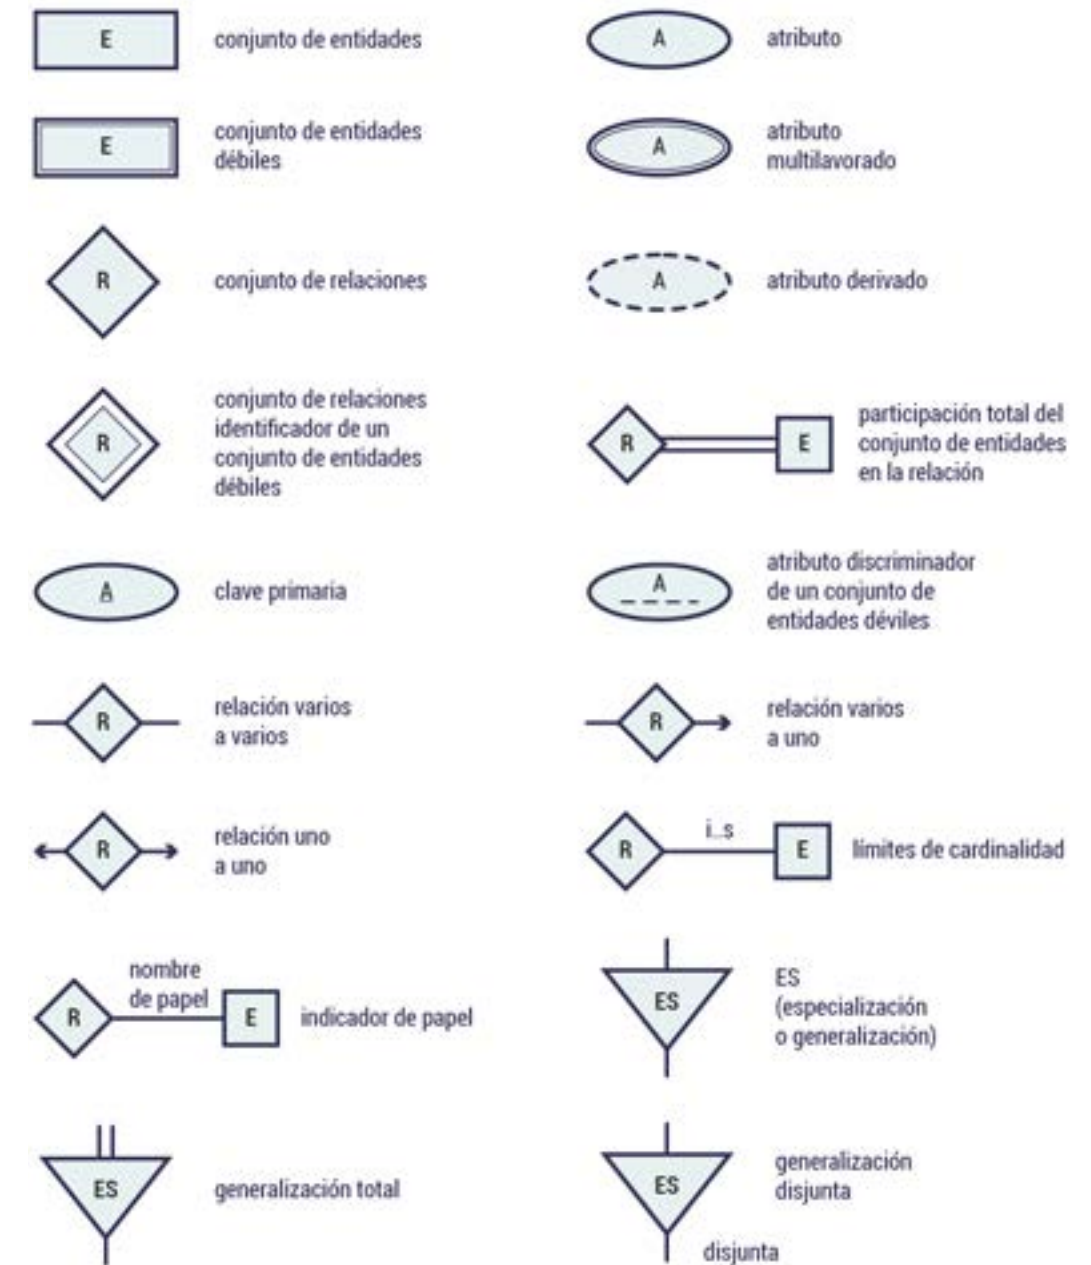 E
conjunto de entidades
A
atributo
E
conjunto de entidades
débiles
A
atributo
multilavorado
R
conjunto de relaciones
A
atributo derivado
R
conjunto de relaciones
identificador de un
conjunto de entidades
débiles
R
E
participación total del
conjunto de entidades
en la relación
A
clave primaria
A
atributo discriminador
de un conjunto de
entidades déviles
R
relación varios
a varios
R
relación varios
a uno
R
relación uno
a uno
R
i..s
E
límites de cardinalidad
R
nombre
de papel
E
indicador de papel
ES
ES
(especialización
o generalización)
ES
generalización total
ES
generalización
disjunta
disjunta